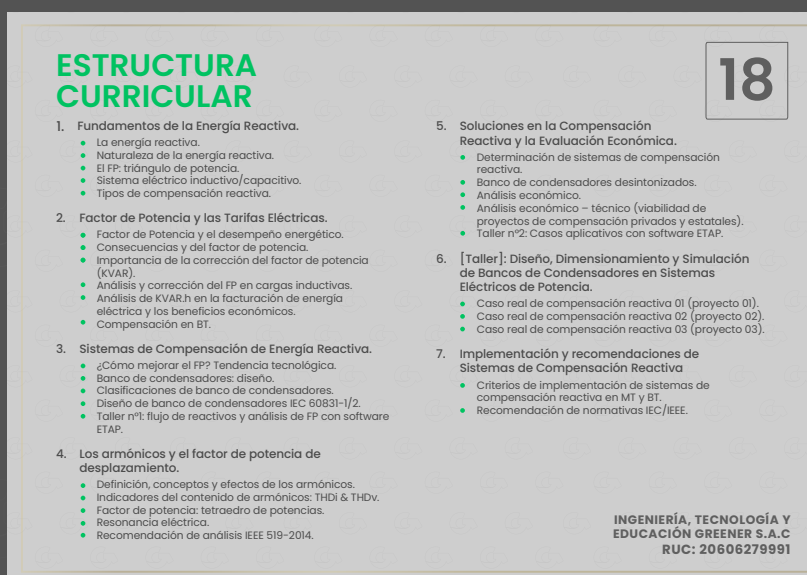 ESTRUCTURA
CURRICULAR
18
1. Fundamentos de la Energía Reactiva.
• La energía reactiva.
• Naturaleza de la energía reactiva.
• El FP: triángulo de potencia.
• Sistema eléctrico inductivo/capacitivo.
• Tipos de compensación reactiva.
2. Factor de Potencia y las Tarifas Eléctricas.
• Factor de Potencia y el desempeño energético.
• Consecuencias y del factor de potencia.
• Importancia de la corrección del factor de potencia
(KVAR).
• Análisis y corrección del FP en cargas inductivas.
• Análisis de KVAR.h en la facturación de energía
eléctrica y los beneficios económicos.
• Compensación en BT.
3. Sistemas de Compensación de Energía Reactiva.
• ¿Cómo mejorar el FP? Tendencia tecnológica.
• Banco de condensadores: diseño.
• Clasificaciones de banco de condensadores.
• Diseño de banco de condensadores IEC 60831-1/2.
• Taller nº1: flujo de reactivos y análisis de FP con software
ETAP.
4. Los armónicos y el factor de potencia de
desplazamiento.
• Definición, conceptos y efectos de los armónicos.
• Indicadores del contenido de armónicos: THDi & THDv.
• Factor de potencia: tetraedro de potencias.
• Resonancia eléctrica.
• Recomendación de análisis IEEE 519-2014.
5. Soluciones en la Compensación
Reactiva y la Evaluación Económica.
• Determinación de sistemas de compensación
reactiva.
• Banco de condensadores desintonizados.
• Análisis económico.
• Análisis económico – técnico (viabilidad de
proyectos de compensación privados y estatales).
• Taller nº2: Casos aplicativos con software ETAP.
6. [Taller]: Diseño, Dimensionamiento y Simulación
de Bancos de Condensadores en Sistemas
Eléctricos de Potencia.
• Caso real de compensación reactiva 01 (proyecto 01).
• Caso real de compensación reactiva 02 (proyecto 02).
• Caso real de compensación reactiva 03 (proyecto 03).
7. Implementación y recomendaciones de
Sistemas de Compensación Reactiva
• Criterios de implementación de sistemas de
compensación reactiva en MT y BT.
• Recomendación de normativas IEC/IEEE.
INGENIERÍA, TECNOLOGÍA Y
EDUCACIÓN GREENER S.A.C
RUC: 20606279991